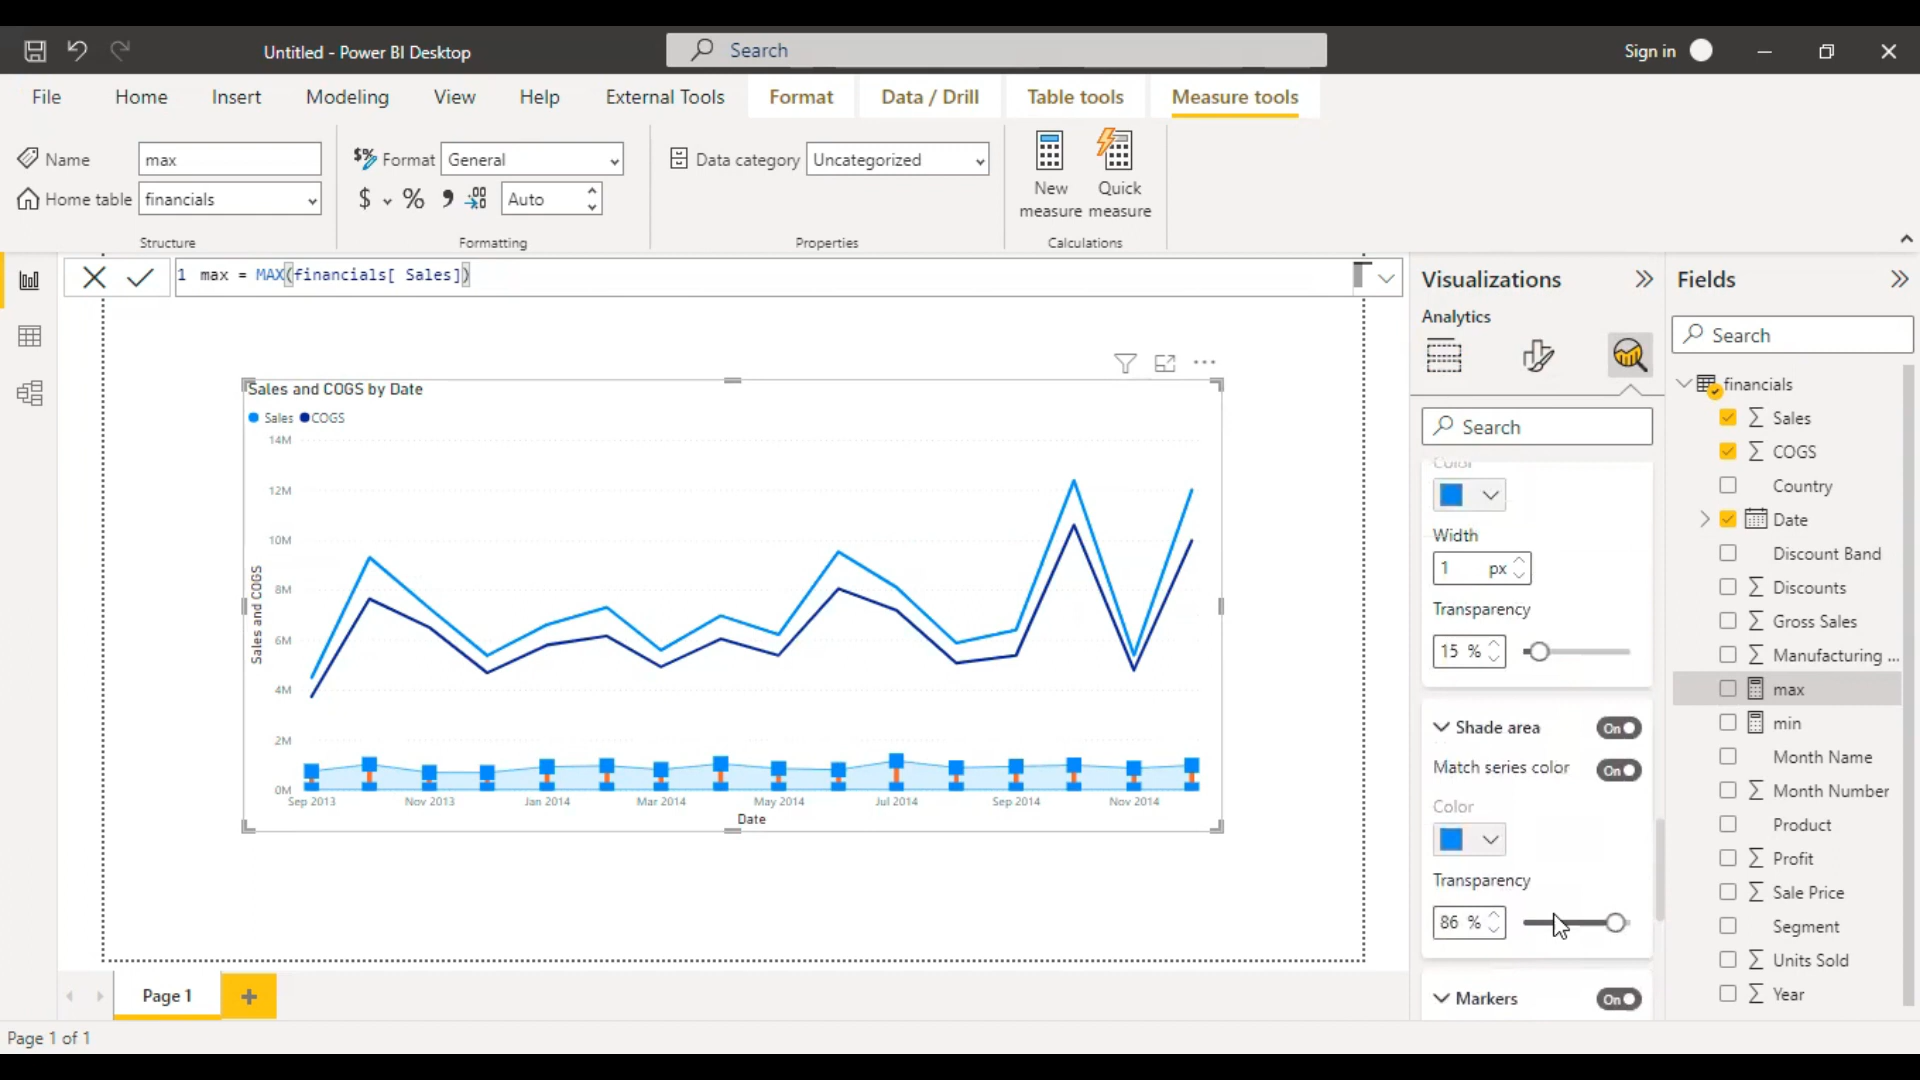 Untitled - Power BI Desktop
Search
Sign in
File
Home
Insert
Modeling
View
Help
External Tools
Format
Data / Drill
Table tools
Measure tools
Name
max
Home table
financials
Structure
$% Format
General
$ % , .00
Auto
Formatting
Data category
Uncategorized
Properties
New measure
Quick measure
Calculations
1 max = MAX(financials[ Sales])
Sales and COGS by Date
Sales COGS
14M
12M
10M
8M
6M
4M
2M
0M
Sales and COGS
Sep 2013
Nov 2013
Jan 2014
Mar 2014
May 2014
Jul 2014
Sep 2014
Nov 2014
Date
Visualizations
Analytics
Search
Color
Width
1 px
Transparency
15 %
Shade area
On
Match series color
On
Color
Transparency
86 %
Markers
On
Fields
Search
financials
Sales
COGS
Country
Date
Discount Band
Discounts
Gross Sales
Manufacturing ...
max
min
Month Name
Month Number
Product
Profit
Sale Price
Segment
Units Sold
Year
Page 1
Page 1 of 1